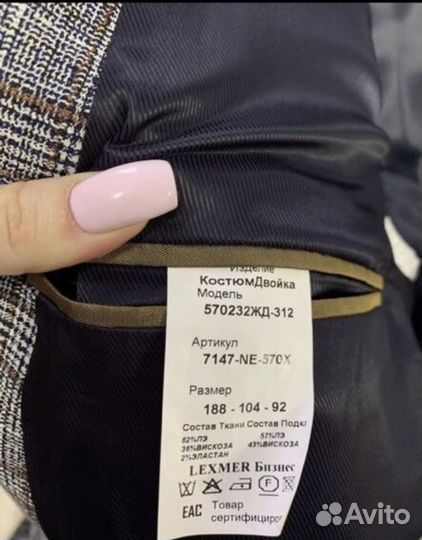 Изделие
КостюмДвойка
Модель
570232ЖД-312
Артикул
7147-NE-570X
Размер
188 - 104 - 92
Состав Ткани Состав Подкл
62%ПЭ 57%ПЭ
36%ВИСКОЗА 43%ВИСКОЗА
2%ЭЛАСТАН
LEXMER Бизнес
EAC Товар
сертифициро
Avito